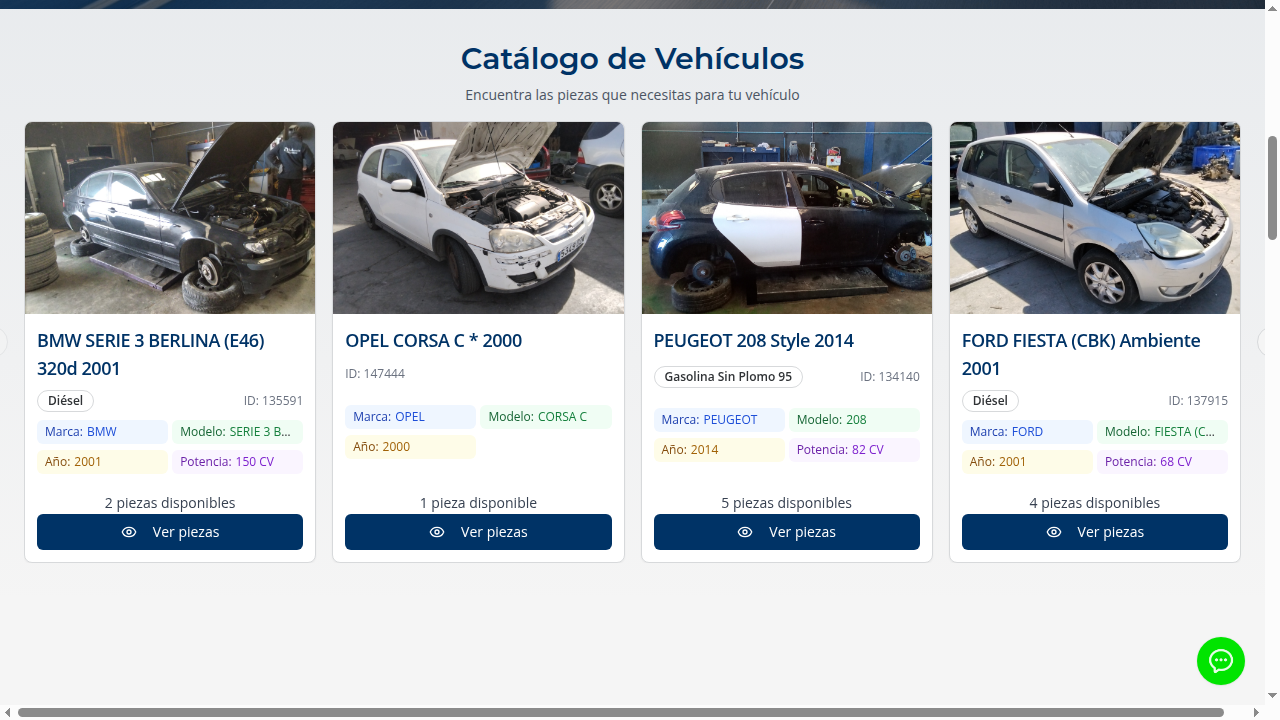 Catálogo de Vehículos
Encuentra las piezas que necesitas para tu vehículo
BMW SERIE 3 BERLINA (E46)
320d 2001
Diésel
ID: 135591
Marca: BMW
Modelo: SERIE 3 B...
Año: 2001
Potencia: 150 CV
2 piezas disponibles
Ver piezas
OPEL CORSA C * 2000
ID: 147444
Marca: OPEL
Modelo: CORSA C
Año: 2000
1 pieza disponible
Ver piezas
PEUGEOT 208 Style 2014
Gasolina Sin Plomo 95
ID: 134140
Marca: PEUGEOT
Modelo: 208
Año: 2014
Potencia: 82 CV
5 piezas disponibles
Ver piezas
FORD FIESTA (CBK) Ambiente
2001
Diésel
ID: 137915
Marca: FORD
Modelo: FIESTA (C...
Año: 2001
Potencia: 68 CV
4 piezas disponibles
Ver piezas